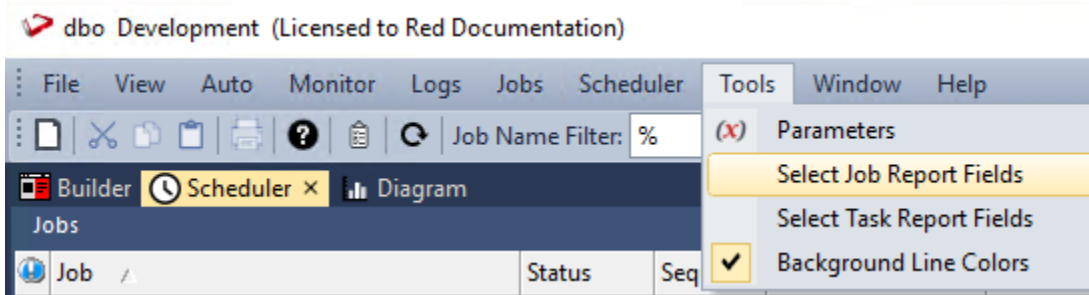 dbo Development (Licensed to Red Documentation)
File View Auto Monitor Logs Jobs Scheduler Tools Window Help
Job Name Filter: % (x) Parameters
Builder Scheduler × Diagram Select Job Report Fields
Jobs Select Task Report Fields
Job Status Seq Background Line Colors